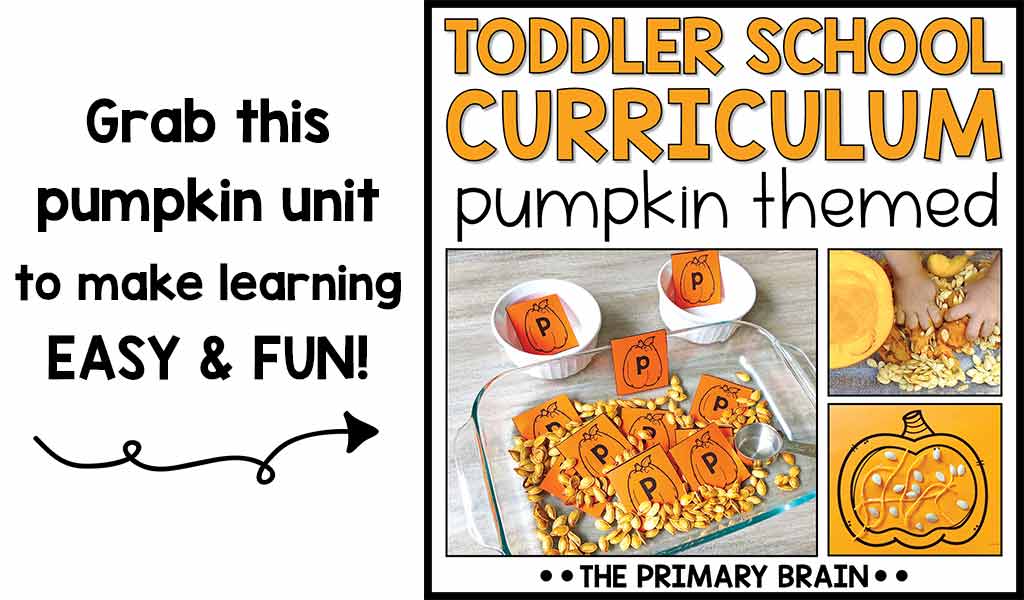 Grab this
pumpkin unit
to make learning
EASY & FUN!
TODDLER SCHOOL
CURRICULUM
pumpkin themed
p
P
p
P
P
P
P
P
••THE PRIMARY BRAIN••